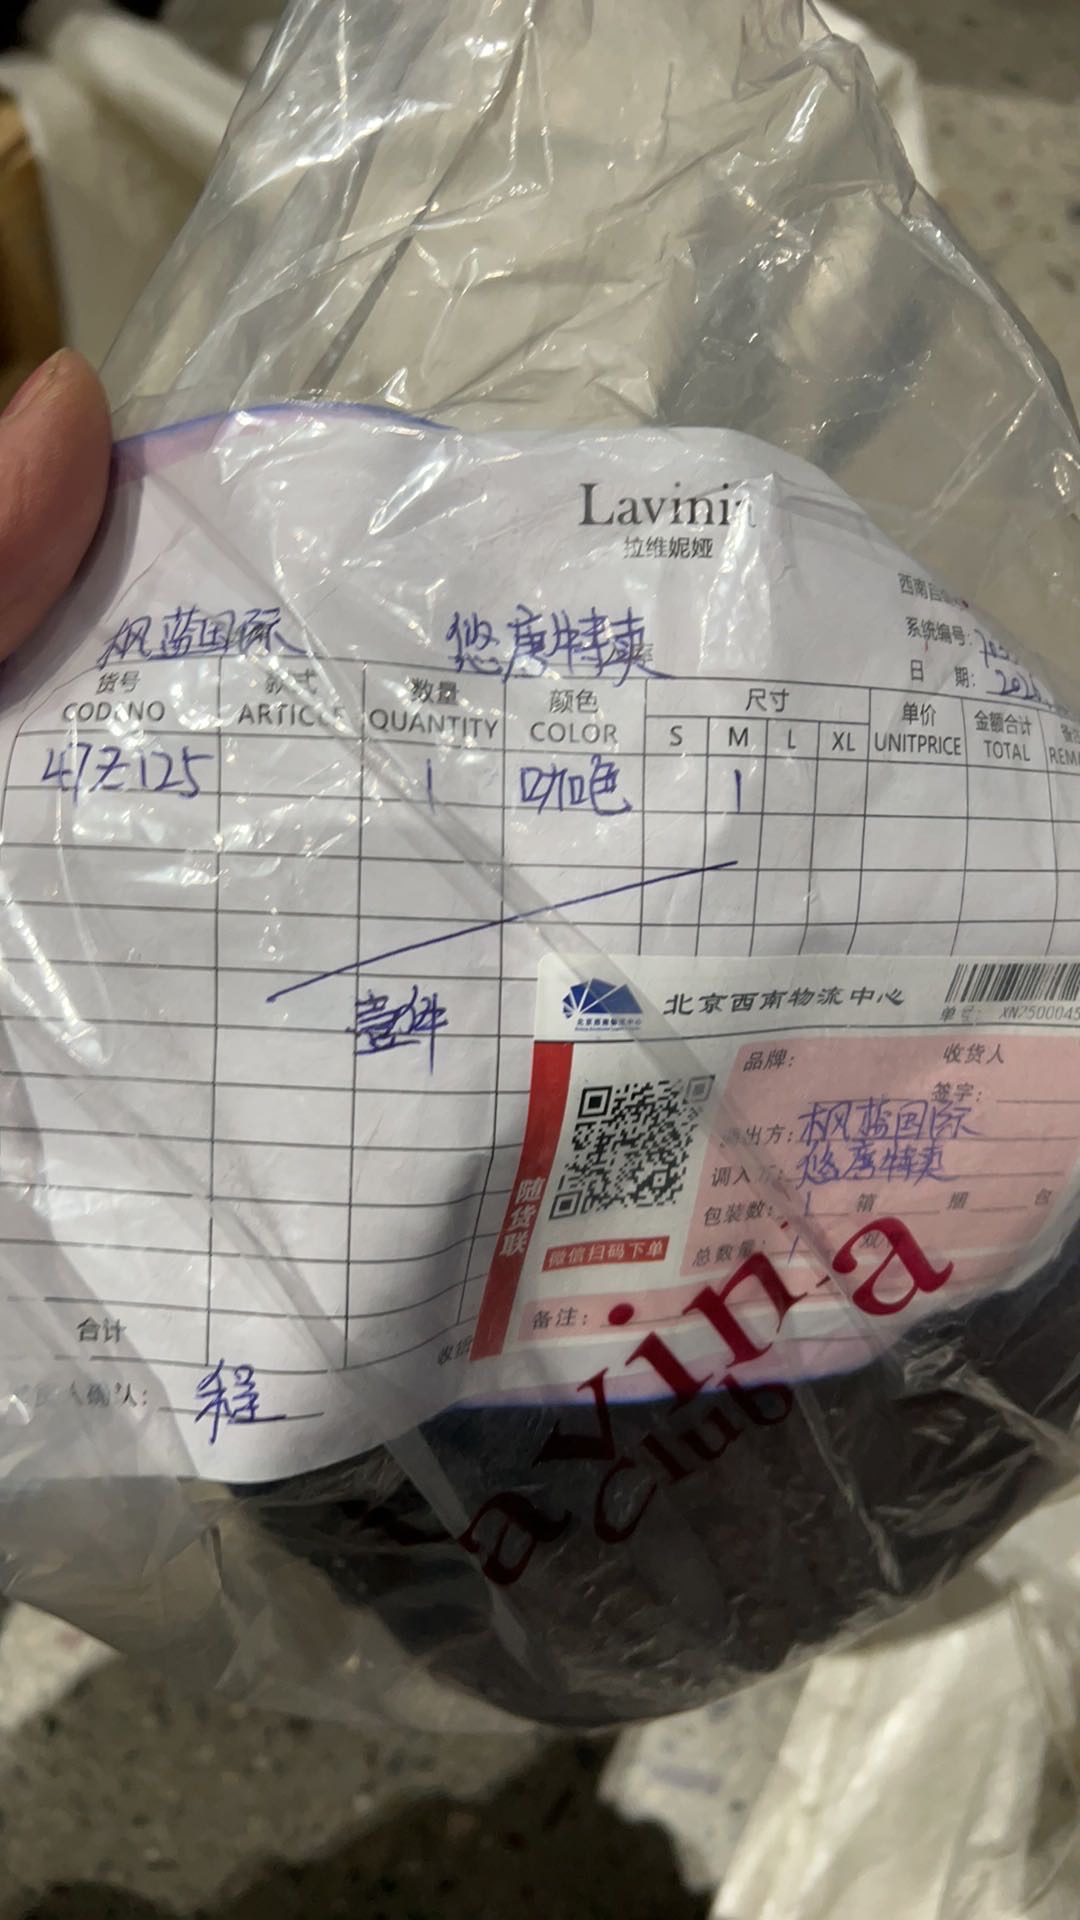 Lavinia
拉维妮娅
枫蓝国际 悠唐特卖
系统编号:
日 期:
货号 款式 数量 颜色 尺寸 单价 金额合计
CODENO ARTICLE QUANTITY COLOR S M L XL UNITPRICE TOTAL
47Z125 1 咖色 1
壹件
北京西南物流中心
单号: XN2500045
品牌: 收货人
签字:
调出方: 枫蓝国际
调入方: 悠唐特卖
包装数: 1 箱 捆 包
总数量: 1
随货联
微信扫码下单
备注:
合计
程
Lavinia
Club